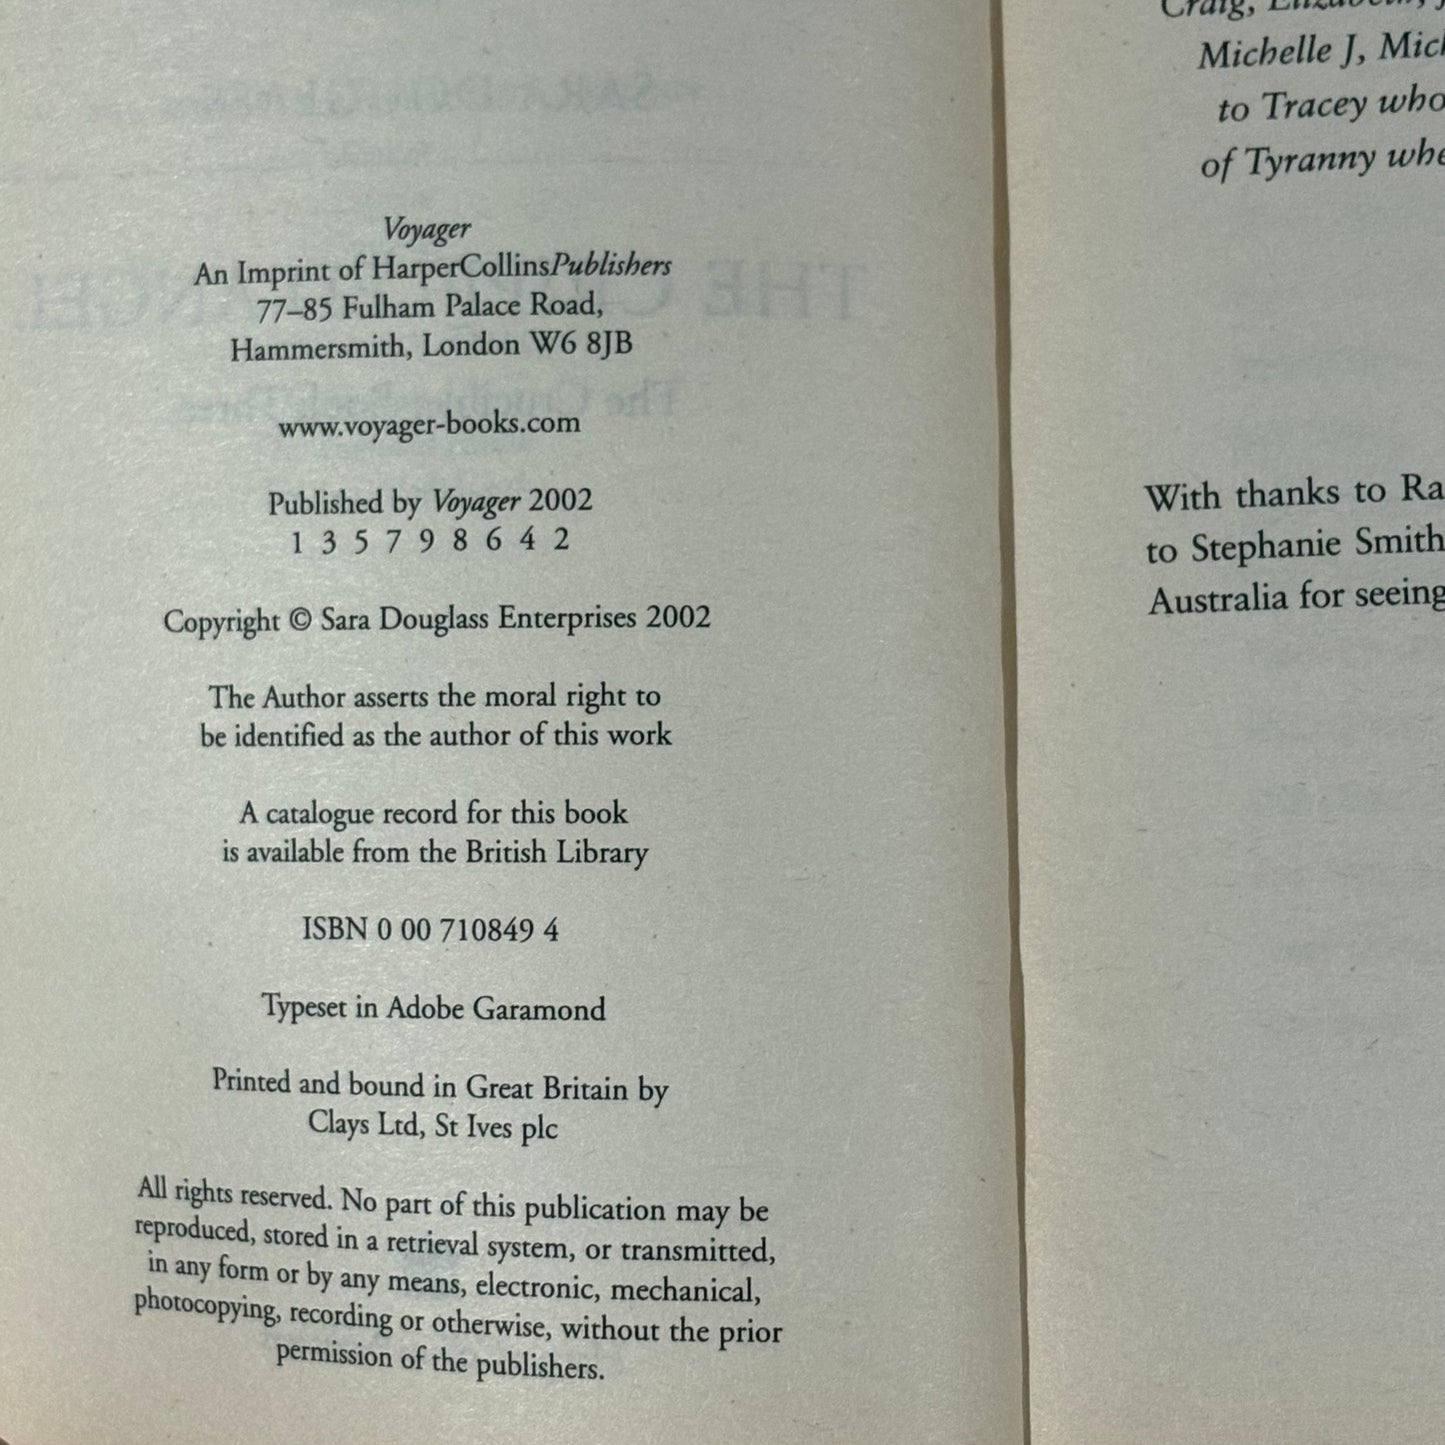 Voyager
An Imprint of HarperCollinsPublishers
77–85 Fulham Palace Road,
Hammersmith, London W6 8JB
www.voyager-books.com
Published by Voyager 2002
1 3 5 7 9 8 6 4 2
Copyright © Sara Douglass Enterprises 2002
The Author asserts the moral right to
be identified as the author of this work
A catalogue record for this book
is available from the British Library
ISBN 0 00 710849 4
Typeset in Adobe Garamond
Printed and bound in Great Britain by
Clays Ltd, St Ives plc
All rights reserved. No part of this publication may be
reproduced, stored in a retrieval system, or transmitted,
in any form or by any means, electronic, mechanical,
photocopying, recording or otherwise, without the prior
permission of the publishers.
Craig, Elizabeth,
Michelle J, Mich
to Tracey who
of Tyranny whe
With thanks to Ra
to Stephanie Smith
Australia for seeing